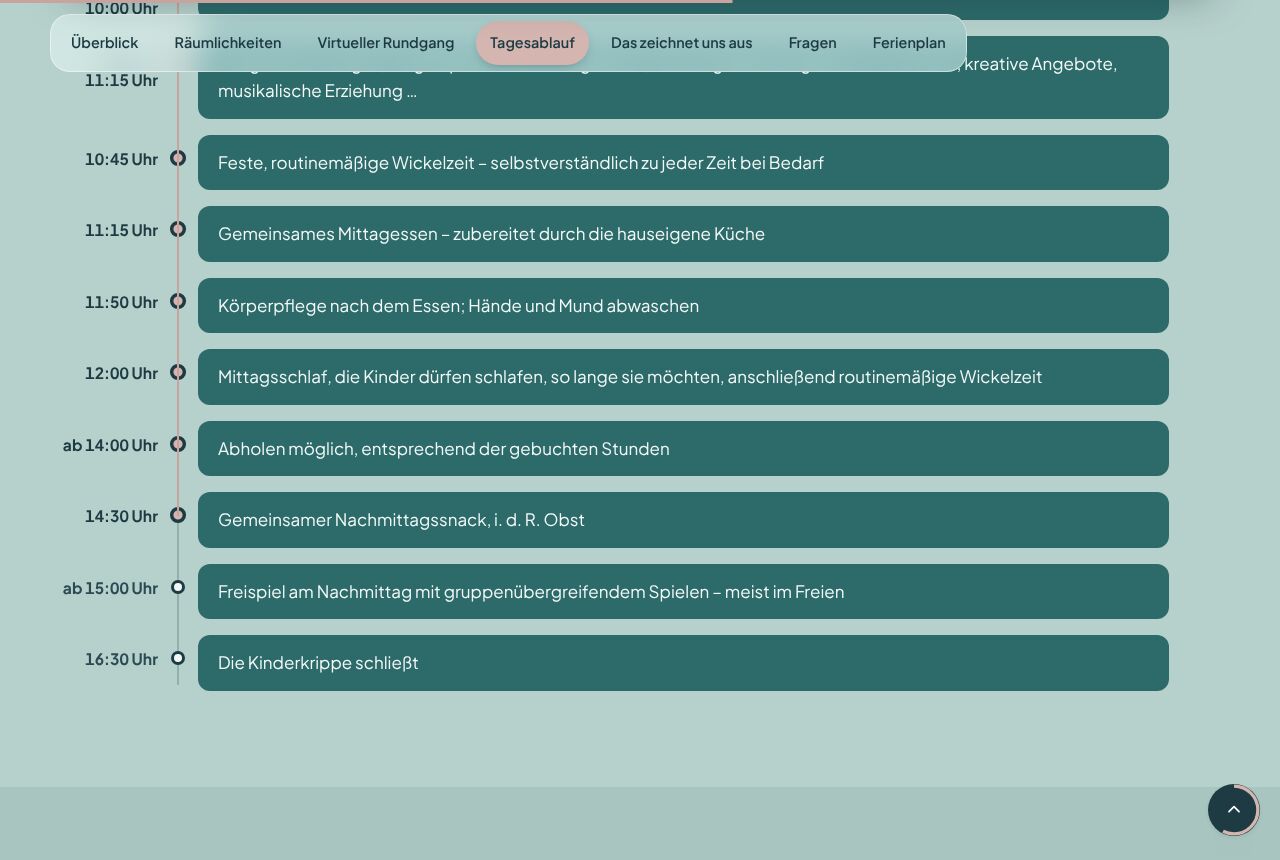 10:00 Uhr
Überblick
Räumlichkeiten
Virtueller Rundgang
Tagesablauf
Das zeichnet uns aus
Fragen
Ferienplan
11:15 Uhr
kreative Angebote,
musikalische Erziehung ...
10:45 Uhr
Feste, routinemäßige Wickelzeit – selbstverständlich zu jeder Zeit bei Bedarf
11:15 Uhr
Gemeinsames Mittagessen – zubereitet durch die hauseigene Küche
11:50 Uhr
Körperpflege nach dem Essen; Hände und Mund abwaschen
12:00 Uhr
Mittagsschlaf, die Kinder dürfen schlafen, so lange sie möchten, anschließend routinemäßige Wickelzeit
ab 14:00 Uhr
Abholen möglich, entsprechend der gebuchten Stunden
14:30 Uhr
Gemeinsamer Nachmittagssnack, i. d. R. Obst
ab 15:00 Uhr
Freispiel am Nachmittag mit gruppenübergreifendem Spielen – meist im Freien
16:30 Uhr
Die Kinderkrippe schließt